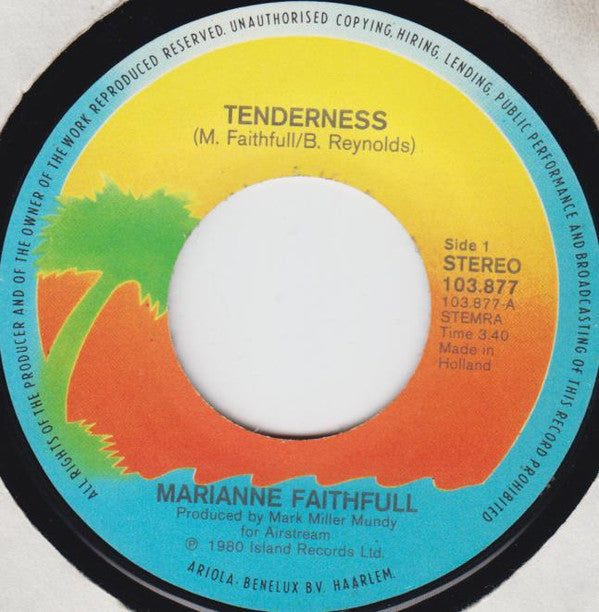 ALL RIGHTS OF THE PRODUCER AND OF THE OWNER OF THE WORK REPRODUCED RESERVED. UNAUTHORISED COPYING, HIRING, LENDING, PUBLIC PERFORMANCE AND BROADCASTING OF THIS RECORD PROHIBITED
TENDERNESS
(M. Faithfull/B. Reynolds)
Side 1
STEREO
103.877
103.877-A
STEMRA
Time 3.40
Made in
Holland
MARIANNE FAITHFULL
Produced by Mark Miller Mundy
for Airstream
℗ 1980 Island Records Ltd.
ARIOLA-BENELUX B.V. HAARLEM.